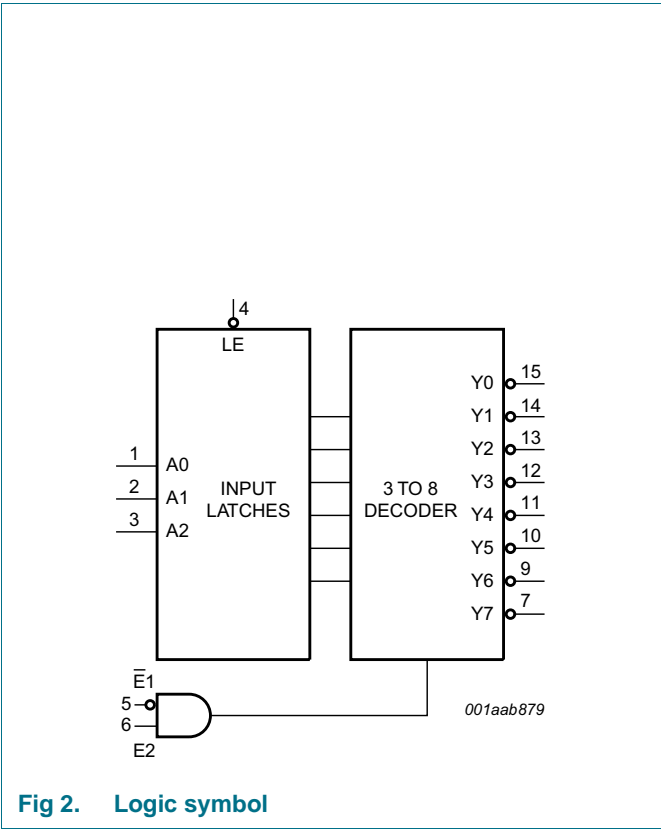 4
LE
Y0 15
Y1 14
Y2 13
1 A0
Y3 12
2 A1
INPUT LATCHES
3 TO 8 DECODER
Y4 11
3 A2
Y5 10
Y6 9
Y7 7
E̅1
5
6
E2
001aab879
Fig 2. Logic symbol